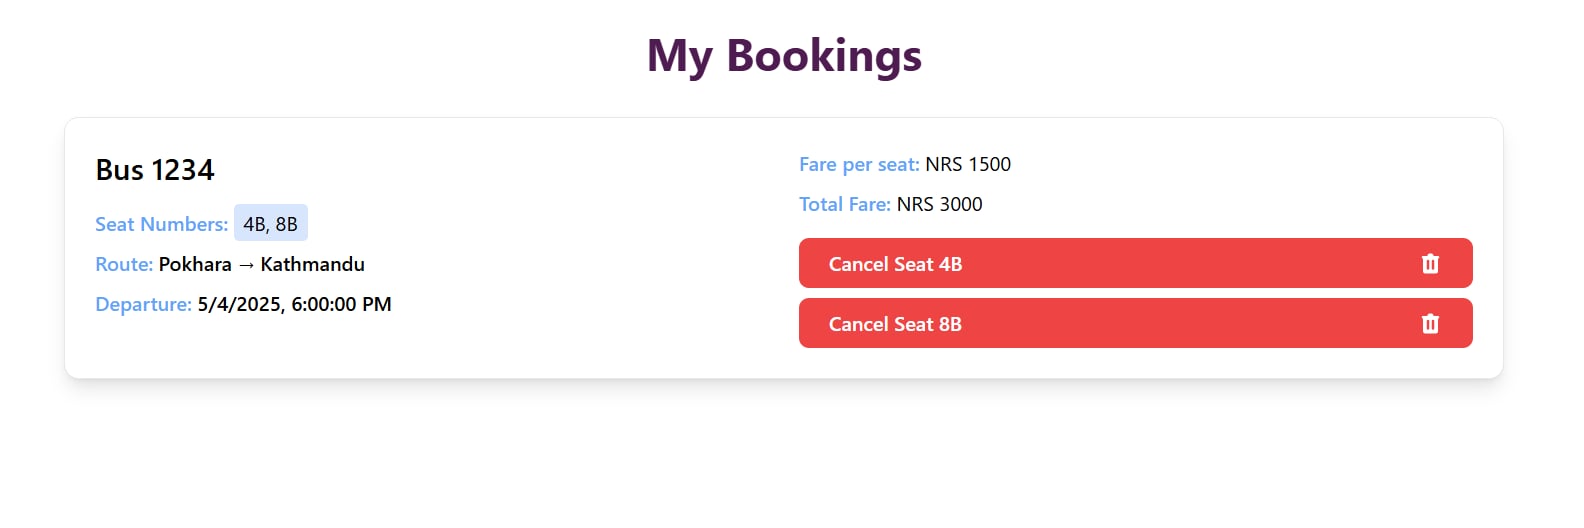 My Bookings
Bus 1234
Seat Numbers: 4B, 8B
Route: Pokhara → Kathmandu
Departure: 5/4/2025, 6:00:00 PM
Fare per seat: NRS 1500
Total Fare: NRS 3000
Cancel Seat 4B
Cancel Seat 8B